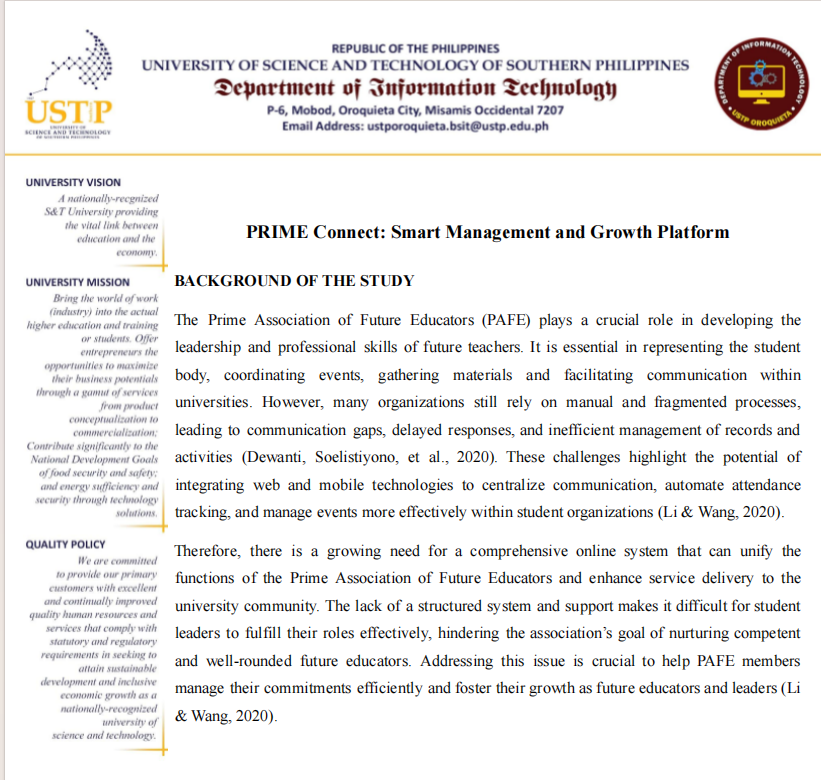 REPUBLIC OF THE PHILIPPINES
UNIVERSITY OF SCIENCE AND TECHNOLOGY OF SOUTHERN PHILIPPINES
Department of Information Technology
P-6, Mobod, Oroquieta City, Misamis Occidental 7207
Email Address: ustporoquieta.bsit@ustp.edu.ph
USTP
UNIVERSITY OF
SCIENCE AND TECHNOLOGY
OF SOUTHERN PHILIPPINES
DEPARTMENT OF INFORMATION TECHNOLOGY
USTP OROQUIETA
UNIVERSITY VISION
A nationally-recgnized
S&T University providing
the vital link between
education and the
economy.
UNIVERSITY MISSION
Bring the world of work
(industry) into the actual
higher education and training
or students. Offer
entrepreneurs the
opportunities to maximize
their business potentials
through a gamut of services
from product
conceptualization to
commercialization;
Contribute significantly to the
National Development Goals
of food security and safety;
and energy sufficiency and
security through technology
solutions.
QUALITY POLICY
We are committed
to provide our primary
customers with excellent
and continually improved
quality human resources and
services that comply with
statutory and regulatory
requirements in seeking to
attain sustainable
development and inclusive
economic growth as a
nationally-recognized
university of
science and technology.
PRIME Connect: Smart Management and Growth Platform
BACKGROUND OF THE STUDY
The Prime Association of Future Educators (PAFE) plays a crucial role in developing the
leadership and professional skills of future teachers. It is essential in representing the student
body, coordinating events, gathering materials and facilitating communication within
universities. However, many organizations still rely on manual and fragmented processes,
leading to communication gaps, delayed responses, and inefficient management of records and
activities (Dewanti, Soelistiyono, et al., 2020). These challenges highlight the potential of
integrating web and mobile technologies to centralize communication, automate attendance
tracking, and manage events more effectively within student organizations (Li & Wang, 2020).
Therefore, there is a growing need for a comprehensive online system that can unify the
functions of the Prime Association of Future Educators and enhance service delivery to the
university community. The lack of a structured system and support makes it difficult for student
leaders to fulfill their roles effectively, hindering the association's goal of nurturing competent
and well-rounded future educators. Addressing this issue is crucial to help PAFE members
manage their commitments efficiently and foster their growth as future educators and leaders (Li
& Wang, 2020).